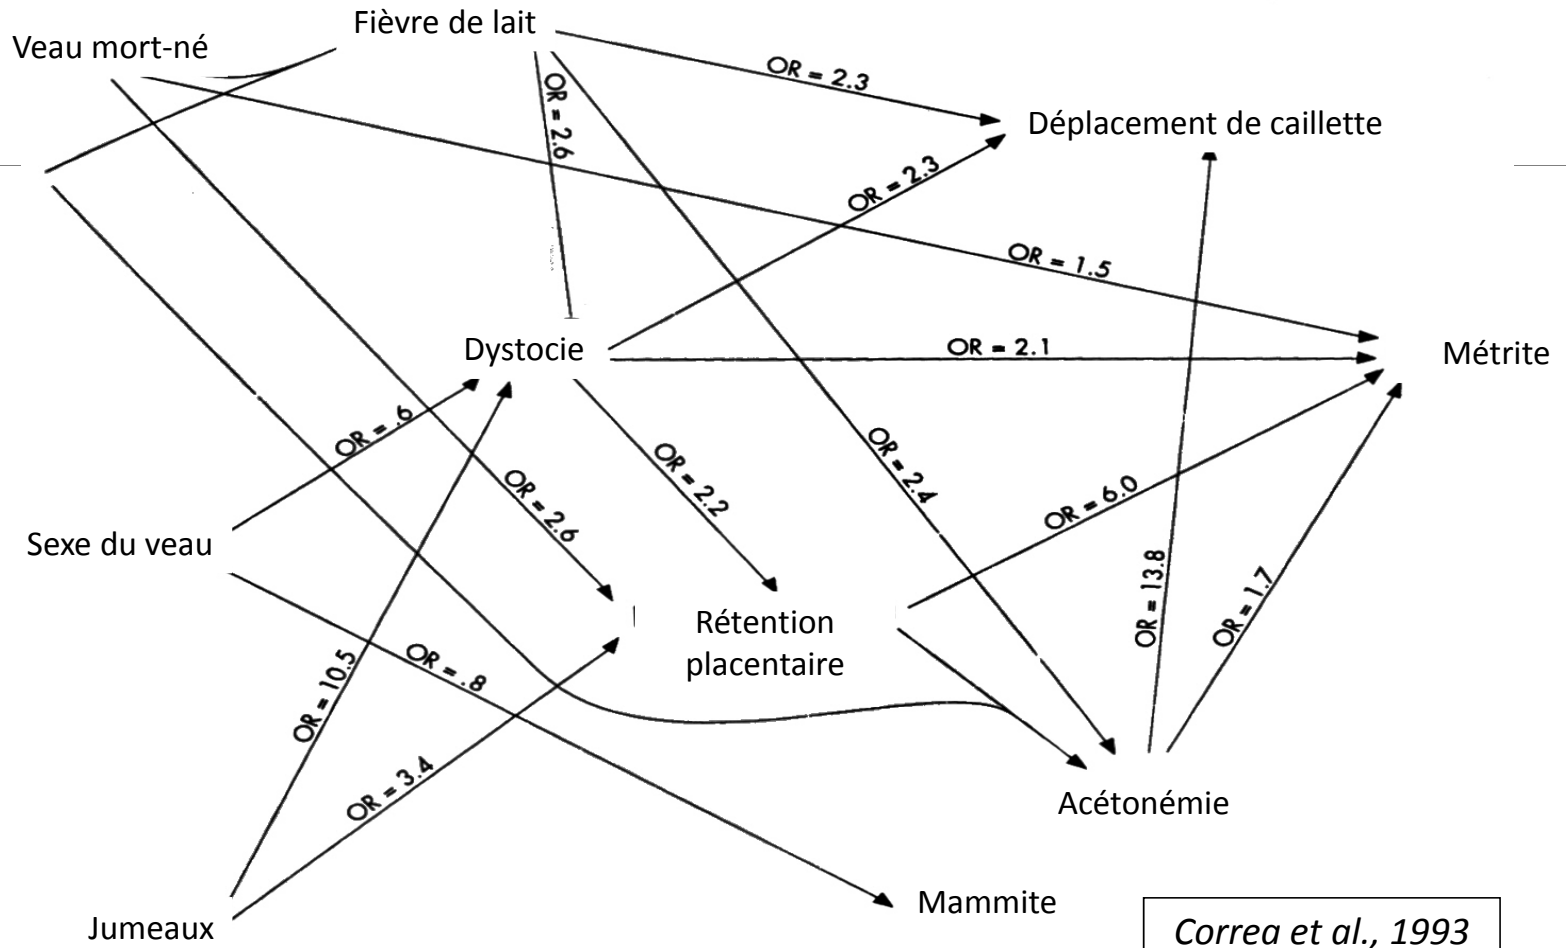 Fièvre de lait
Veau mort-né
OR = 2.3
OR = 2.6
Déplacement de caillette
OR = 2.3
OR = 1.5
Dystocie
OR = 2.1
Métrite
OR = .6
OR = 2.4
OR = 2.2
OR = 2.6
OR = 6.0
Sexe du veau
OR = 13.8
OR = 1.7
Rétention
placentaire
OR = .8
OR = 10.5
OR = 3.4
Acétonémie
Mammite
Jumeaux
Correa et al., 1993